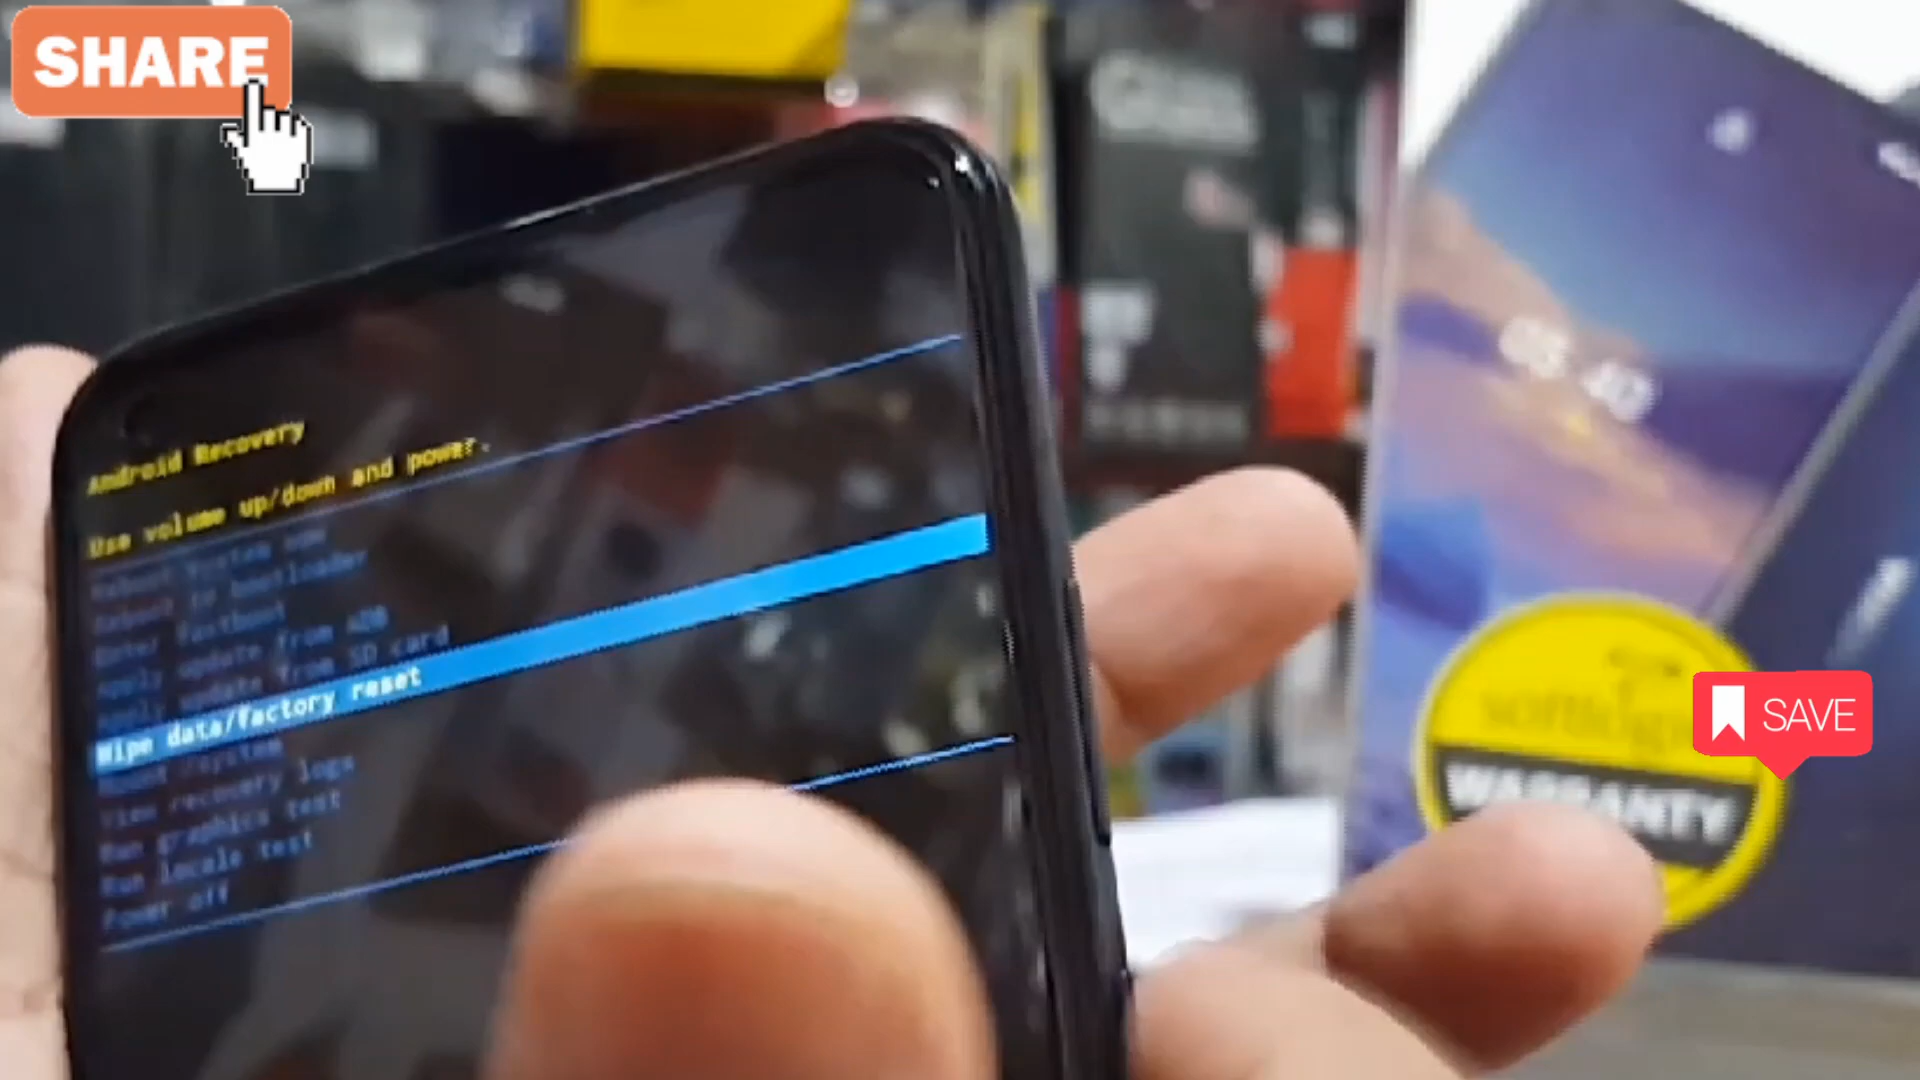 SHARE
Android Recovery
Use volume up/down and power.
Reboot system now
Reboot to bootloader
Enter fastboot
Apply update from ADB
Apply update from SD card
Wipe data/factory reset
Mount /system
View recovery logs
Run graphics test
Run locale test
Power off
softlogic
WARRANTY
SAVE